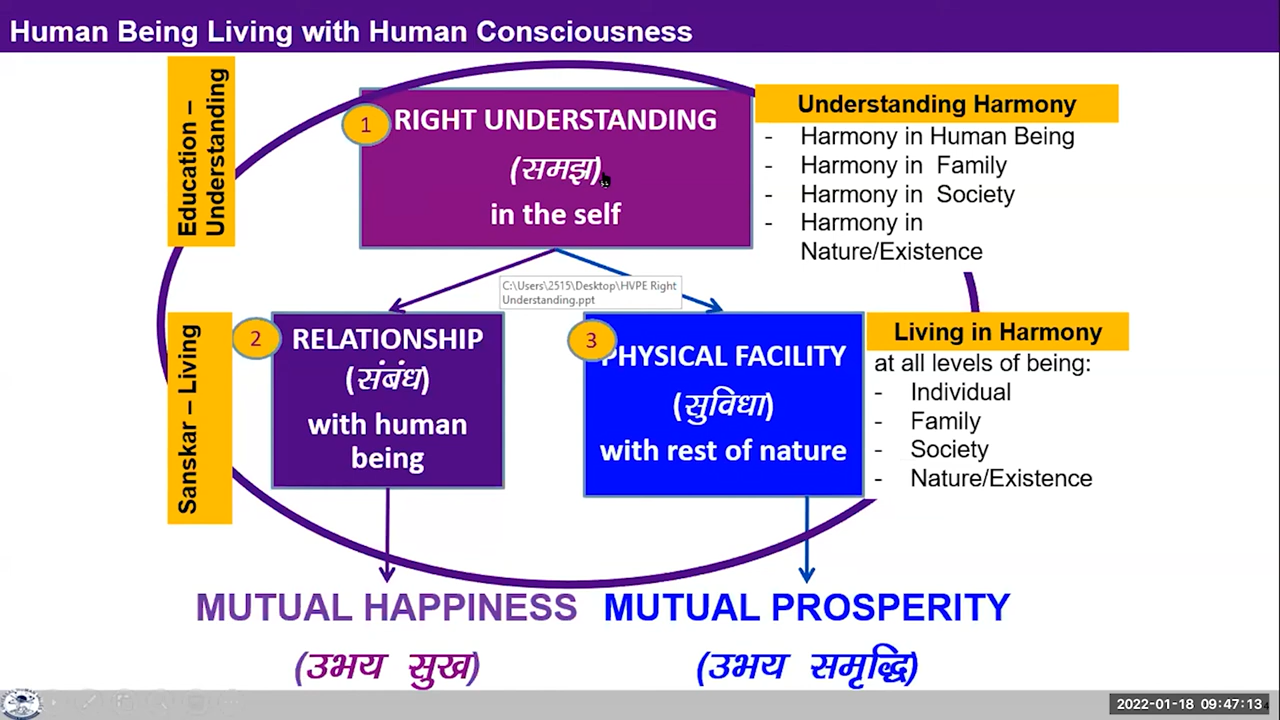 Human Being Living with Human Consciousness
Education –
Understanding
1
RIGHT UNDERSTANDING
(समझ)
in the self
Understanding Harmony
- Harmony in Human Being
- Harmony in Family
- Harmony in Society
- Harmony in
Nature/Existence
C:\Users\2515\Desktop\HVPE Right
Understanding.ppt
Sanskar – Living
2
RELATIONSHIP
(संबंध)
with human
being
3
PHYSICAL FACILITY
(सुविधा)
with rest of nature
Living in Harmony
at all levels of being:
- Individual
- Family
- Society
- Nature/Existence
MUTUAL HAPPINESS
(उभय सुख)
MUTUAL PROSPERITY
(उभय समृद्धि)
2022-01-18 09:47:13